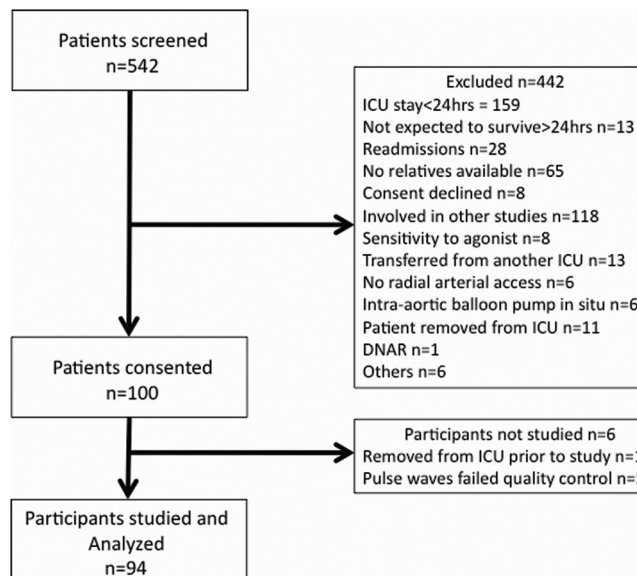 Patients screened
n=542
Excluded n=442
ICU stay<24hrs = 159
Not expected to survive>24hrs n=13
Readmissions n=28
No relatives available n=65
Consent declined n=8
Involved in other studies n=118
Sensitivity to agonist n=8
Transferred from another ICU n=13
No radial arterial access n=6
Intra-aortic balloon pump in situ n=6
Patient removed from ICU n=11
DNAR n=1
Others n=6
Patients consented
n=100
Participants not studied n=6
Removed from ICU prior to study n=1
Pulse waves failed quality control n=
Participants studied and
Analyzed
n=94